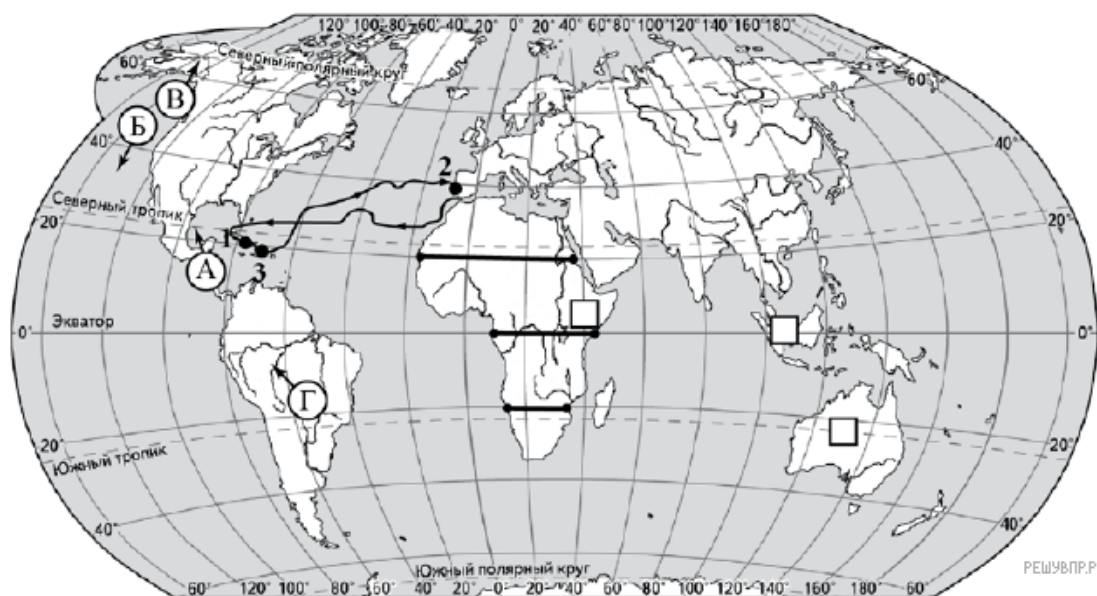 120° 100° 80° 60° 40° 20° 0° 20° 40° 60° 80° 100° 120° 140° 160° 180°
Северный полярный круг
60° 60°
В
Б
40° 40°
2
Северный тропик
20° 20°
1
А 3
Экватор
0° 0°
Г
20° 20°
Южный тропик
40° 40°
Южный полярный круг
60° 80° 100° 120° 100° 80° 60° 40° 20° 0° 20° 40° 60° 80° 100° 120° 140° 160° 180°
РЕШУВПР.Р